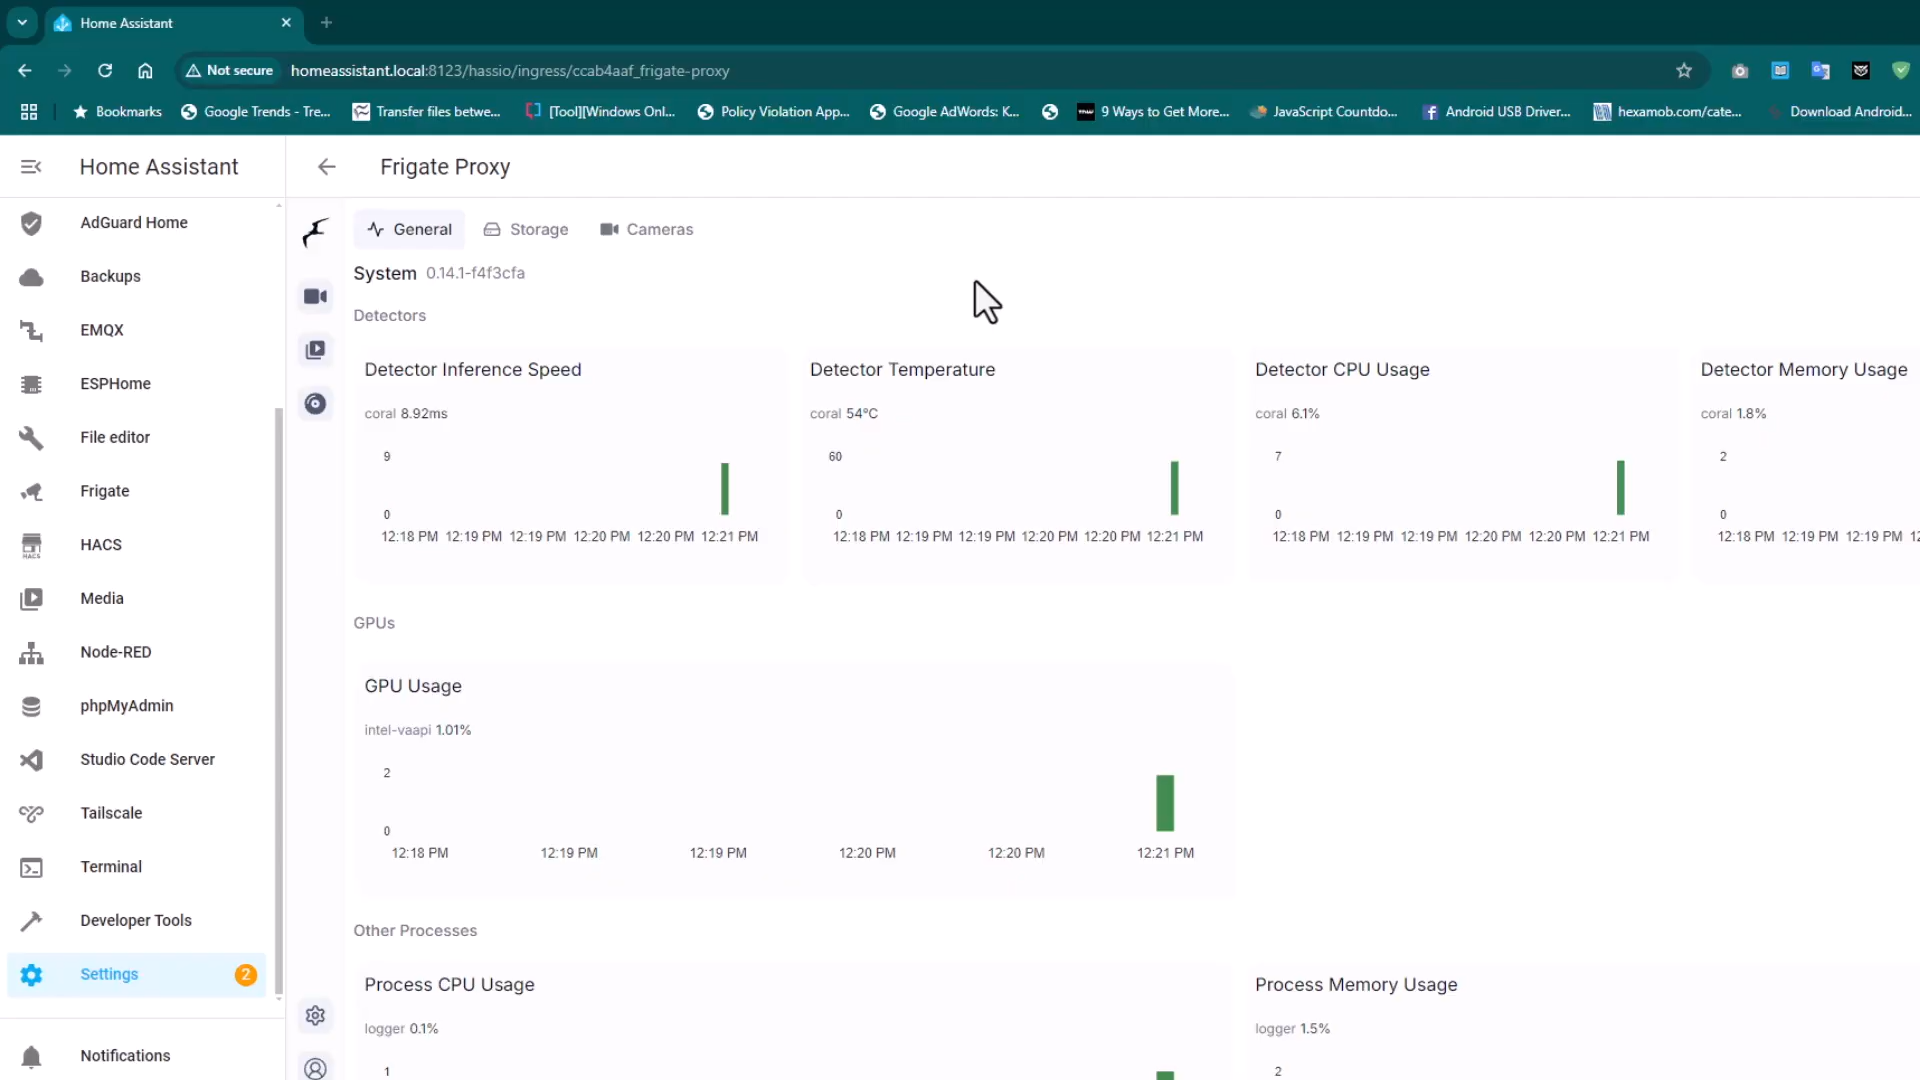 Home Assistant
Not secure homeassistant.local:8123/hassio/ingress/ccab4aaf_frigate-proxy
Bookmarks Google Trends - Tre... Transfer files betwe... [Tool][Windows Onl... Policy Violation App... Google AdWords: K... 9 Ways to Get More... JavaScript Countdo... Android USB Driver... hexamob.com/cate... Download Android...
Home Assistant
Frigate Proxy
AdGuard Home
Backups
EMQX
ESPHome
File editor
Frigate
HACS
HACS
Media
Node-RED
phpMyAdmin
Studio Code Server
Tailscale
Terminal
Developer Tools
Settings 2
Notifications
General Storage Cameras
System 0.14.1-f4f3cfa
Detectors
Detector Inference Speed
coral 8.92ms
9
0
12:18 PM 12:19 PM 12:19 PM 12:20 PM 12:20 PM 12:21 PM
Detector Temperature
coral 54°C
60
0
12:18 PM 12:19 PM 12:19 PM 12:20 PM 12:20 PM 12:21 PM
Detector CPU Usage
coral 6.1%
7
0
12:18 PM 12:19 PM 12:19 PM 12:20 PM 12:20 PM 12:21 PM
Detector Memory Usage
coral 1.8%
2
0
12:18 PM 12:19 PM 12:19 PM
GPUs
GPU Usage
intel-vaapi 1.01%
2
0
12:18 PM 12:19 PM 12:19 PM 12:20 PM 12:20 PM 12:21 PM
Other Processes
Process CPU Usage
logger 0.1%
1
Process Memory Usage
logger 1.5%
2